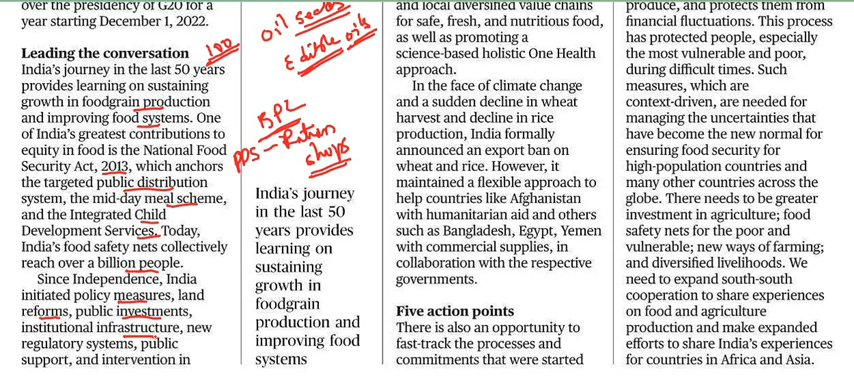 over the presidency of G20 for a
year starting December 1, 2022.
Leading the conversation
India's journey in the last 50 years
provides learning on sustaining
growth in foodgrain production
and improving food systems. One
of India's greatest contributions to
equity in food is the National Food
Security Act, 2013, which anchors
the targeted public distribution
system, the mid-day meal scheme,
and the Integrated Child
Development Services. Today,
India's food safety nets collectively
reach over a billion people.
Since Independence, India
initiated policy measures, land
reforms, public investments,
institutional infrastructure, new
regulatory systems, public
support, and intervention in
100
oil seeds
Edible oils
BPL
PDS – Ration
shops
India's journey
in the last 50
years provides
learning on
sustaining
growth in
foodgrain
production and
improving food
systems
and local diversified value chains
for safe, fresh, and nutritious food,
as well as promoting a
science-based holistic One Health
approach.
In the face of climate change
and a sudden decline in wheat
harvest and decline in rice
production, India formally
announced an export ban on
wheat and rice. However, it
maintained a flexible approach to
help countries like Afghanistan
with humanitarian aid and others
such as Bangladesh, Egypt, Yemen
with commercial supplies, in
collaboration with the respective
governments.
Five action points
There is also an opportunity to
fast-track the processes and
commitments that were started
produce, and protects them from
financial fluctuations. This process
has protected people, especially
the most vulnerable and poor,
during difficult times. Such
measures, which are
context-driven, are needed for
managing the uncertainties that
have become the new normal for
ensuring food security for
high-population countries and
many other countries across the
globe. There needs to be greater
investment in agriculture; food
safety nets for the poor and
vulnerable; new ways of farming;
and diversified livelihoods. We
need to expand south-south
cooperation to share experiences
on food and agriculture
production and make expanded
efforts to share India's experiences
for countries in Africa and Asia.